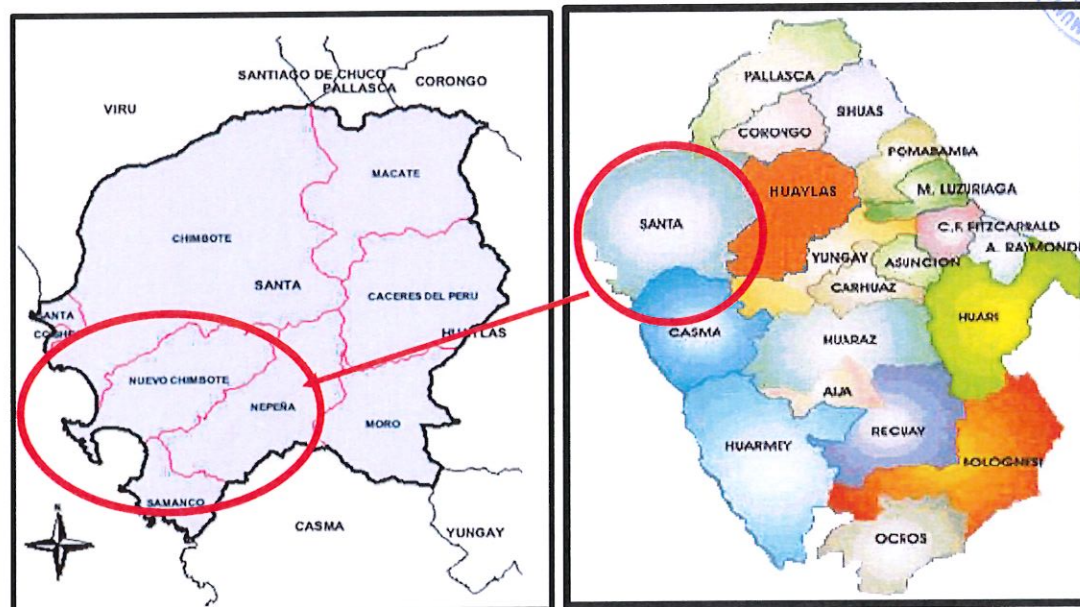 SANTIAGO DE CHUCO
PALLASCA
CORONGO
VIRU
MACATE
CHIMBOTE
SANTA
CACERES DEL PERU
SANTA
HUAYLAS
NUEVO CHIMBOTE
NEPEÑA
MORO
SAMANCO
N
CASMA
YUNGAY
PALLASCA
SIHUAS
CORONGO
POMABAMBA
HUAYLAS
M. LUZURIAGA
SANTA
C.F. FITZCARRALD
A. RAYMONDI
YUNGAY
ASUNCION
CARHUAZ
HUARI
CASMA
HUARAZ
AIJA
RECUAY
HUARMEY
BOLOGNESI
OCROS